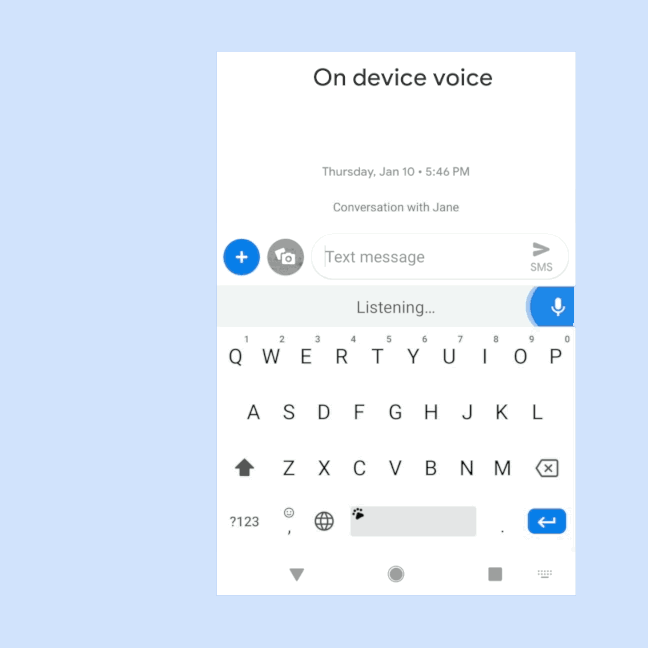 On device voice
Thursday, Jan 10 • 5:46 PM
Conversation with Jane
Text message
SMS
Listening...
1 2 3 4 5 6 7 8 9 0
Q W E R T Y U I O P
A S D F G H J K L
Z X C V B N M
?123 , .